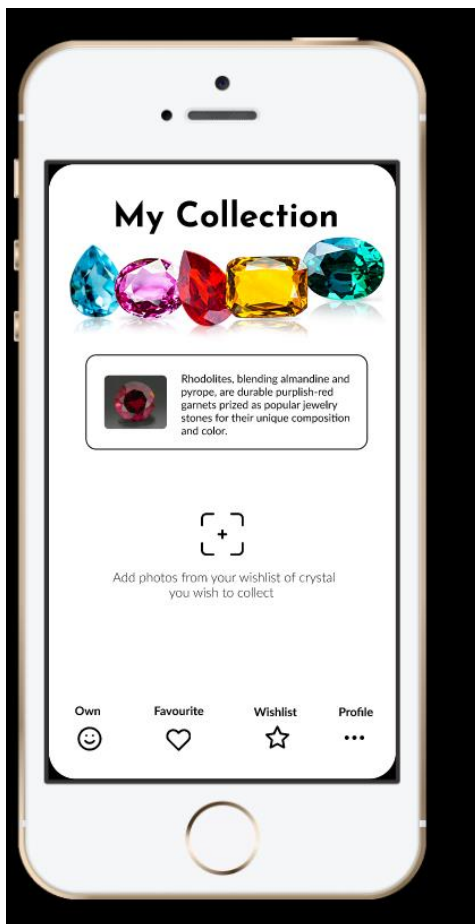 My Collection
Rhodolites, blending almandine and
pyrope, are durable purplish-red
garnets prized as popular jewelry
stones for their unique composition
and color.
Add photos from your wishlist of crystal
you wish to collect
Own Favourite Wishlist Profile